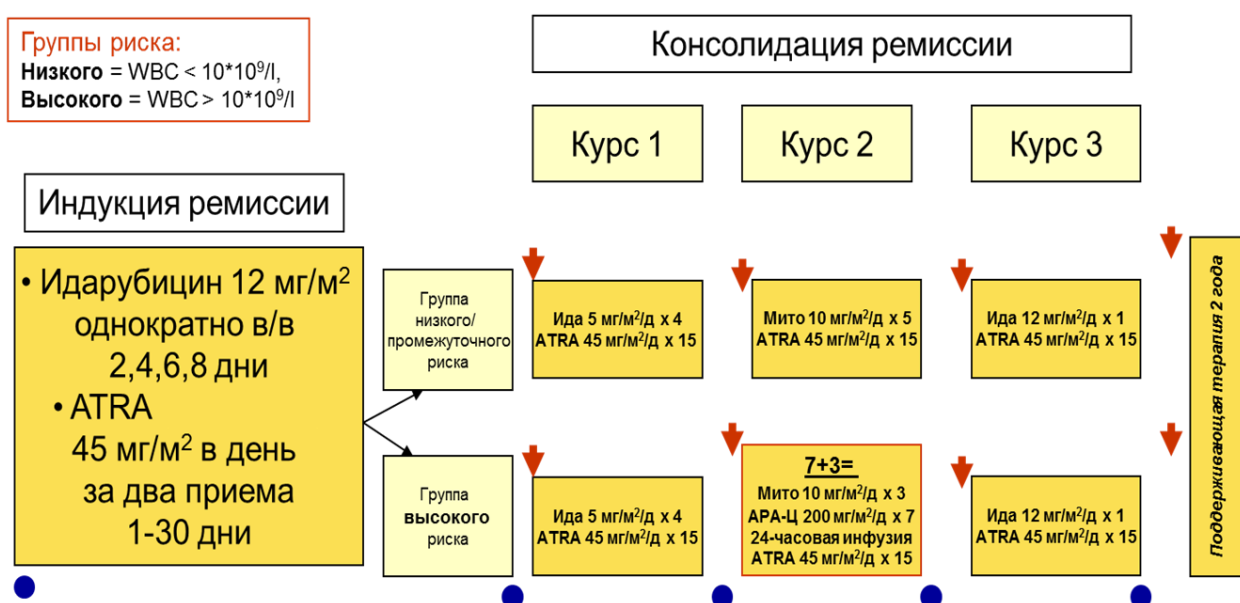 Группы риска:
Низкого = WBC < 10*10⁹/l,
Высокого = WBC > 10*10⁹/l
Консолидация ремиссии
Курс 1
Курс 2
Курс 3
Индукция ремиссии
• Идарубицин 12 мг/м²
однократно в/в
2,4,6,8 дни
• ATRA
45 мг/м² в день
за два приема
1-30 дни
Группа
низкого/
промежуточного
риска
Ида 5 мг/м²/д x 4
ATRA 45 мг/м²/д x 15
Мито 10 мг/м²/д x 5
ATRA 45 мг/м²/д x 15
Ида 12 мг/м²/д x 1
ATRA 45 мг/м²/д x 15
Группа
высокого
риска
Ида 5 мг/м²/д x 4
ATRA 45 мг/м²/д x 15
7+3=
Мито 10 мг/м²/д x 3
АРА-Ц 200 мг/м²/д x 7
24-часовая инфузия
ATRA 45 мг/м²/д x 15
Ида 12 мг/м²/д x 1
ATRA 45 мг/м²/д x 15
Поддерживающая терапия 2 года